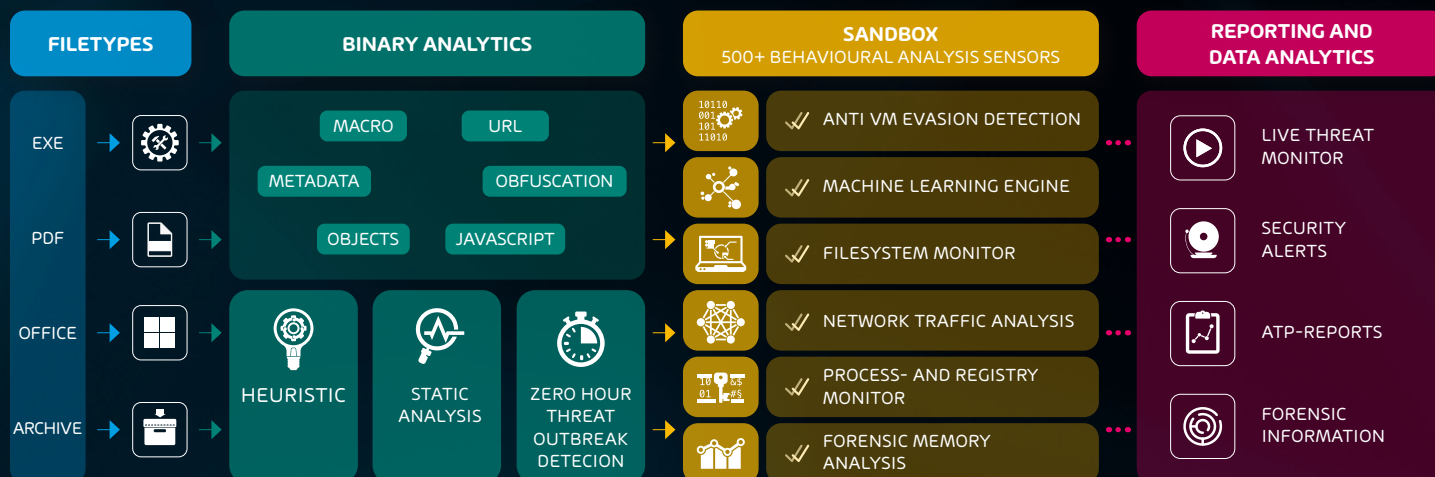 FILETYPES
BINARY ANALYTICS
SANDBOX
500+ BEHAVIOURAL ANALYSIS SENSORS
REPORTING AND
DATA ANALYTICS
EXE
PDF
OFFICE
ARCHIVE
MACRO
URL
METADATA
OBFUSCATION
OBJECTS
JAVASCRIPT
HEURISTIC
STATIC
ANALYSIS
ZERO HOUR
THREAT
OUTBREAK
DETECION
10110
001
101
11010
ANTI VM EVASION DETECTION
MACHINE LEARNING ENGINE
FILESYSTEM MONITOR
NETWORK TRAFFIC ANALYSIS
10 &$
01 #§
PROCESS- AND REGISTRY
MONITOR
FORENSIC MEMORY
ANALYSIS
LIVE THREAT
MONITOR
SECURITY
ALERTS
ATP-REPORTS
FORENSIC
INFORMATION